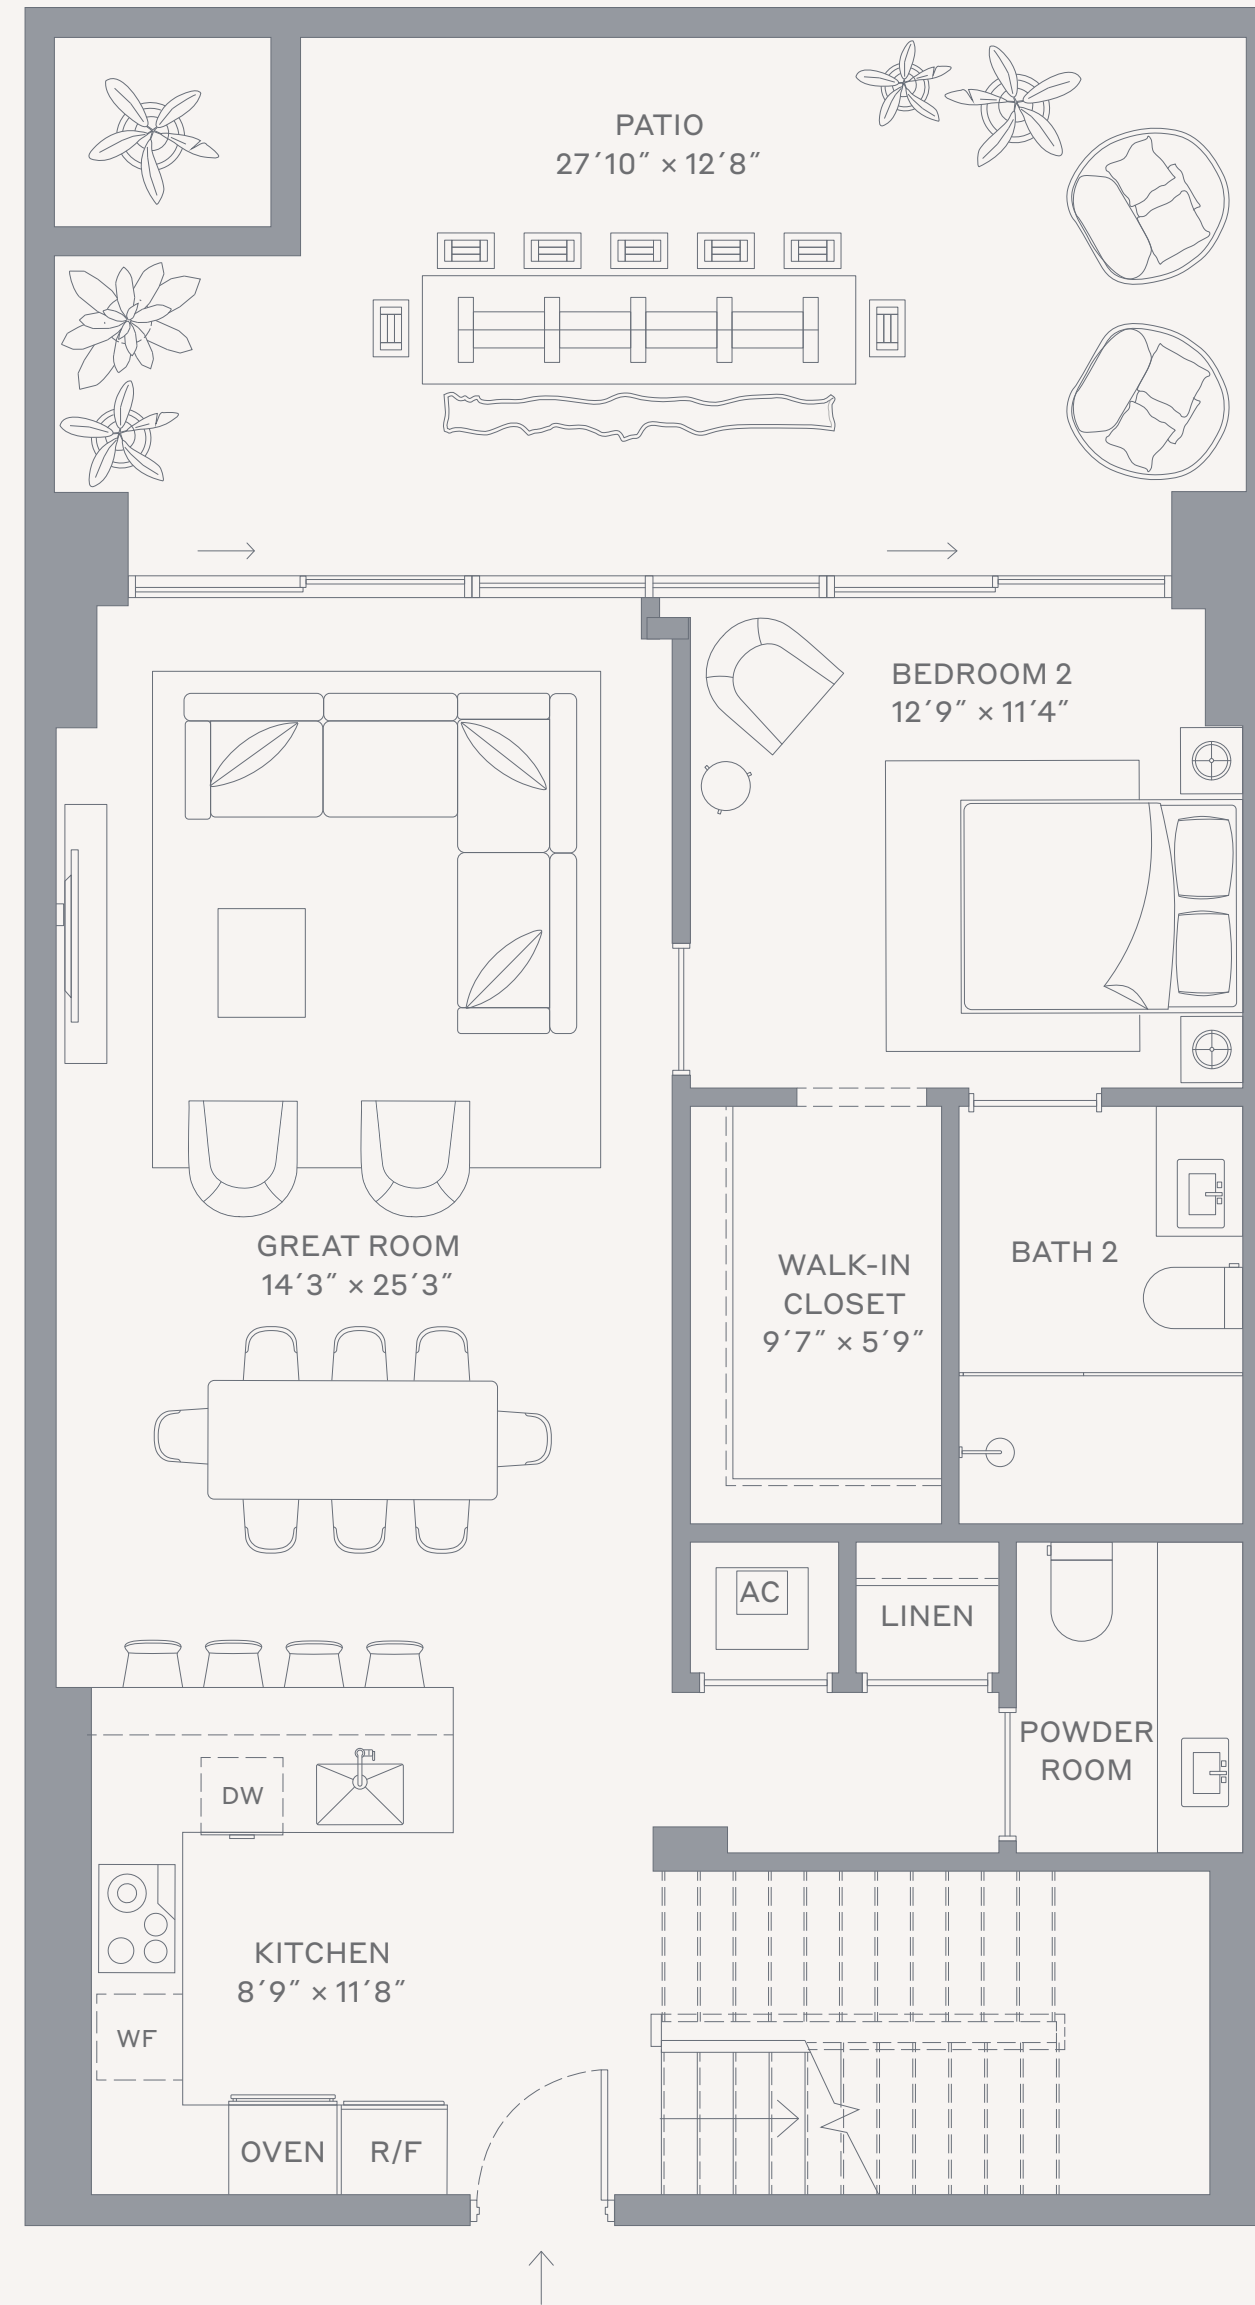 PATIO
27′10″ × 12′8″
BEDROOM 2
12′9″ × 11′4″
GREAT ROOM
14′3″ × 25′3″
WALK-IN
CLOSET
9′7″ × 5′9″
BATH 2
AC
LINEN
POWDER
ROOM
DW
KITCHEN
8′9″ × 11′8″
WF
OVEN
R/F